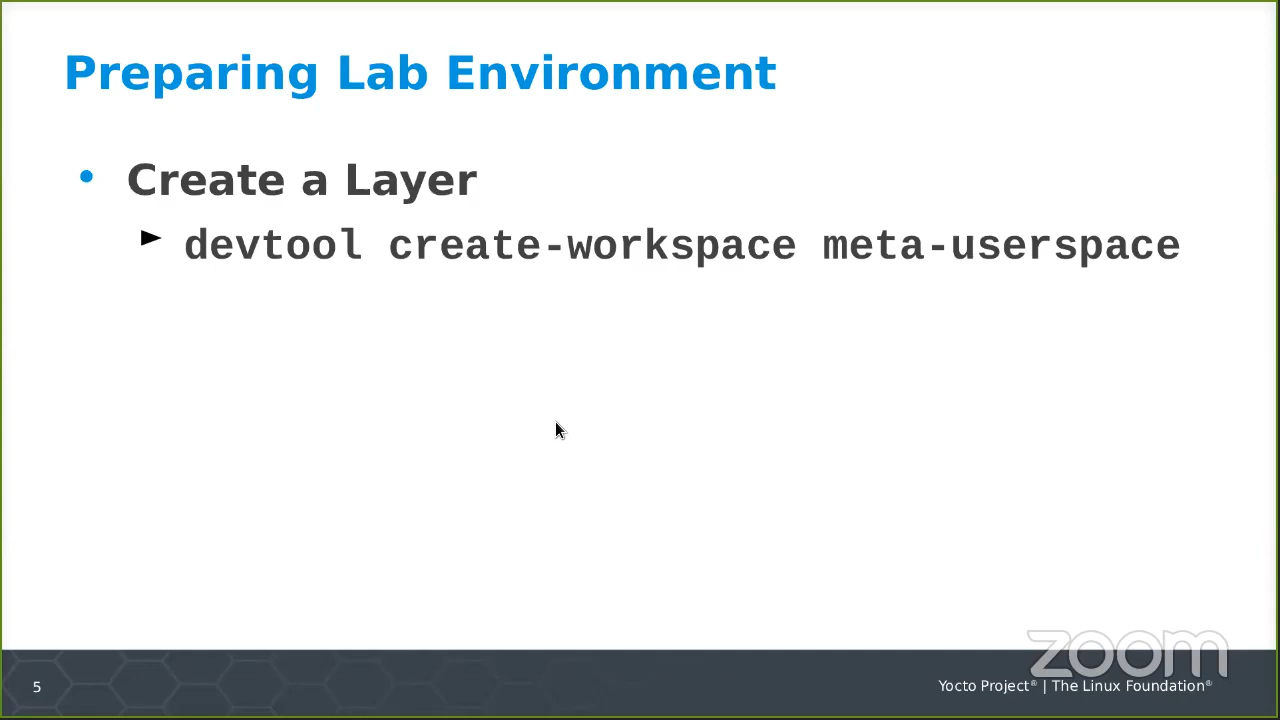 Preparing Lab Environment
• Create a Layer
► devtool create-workspace meta-userspace
zoom
5
Yocto Project® | The Linux Foundation®